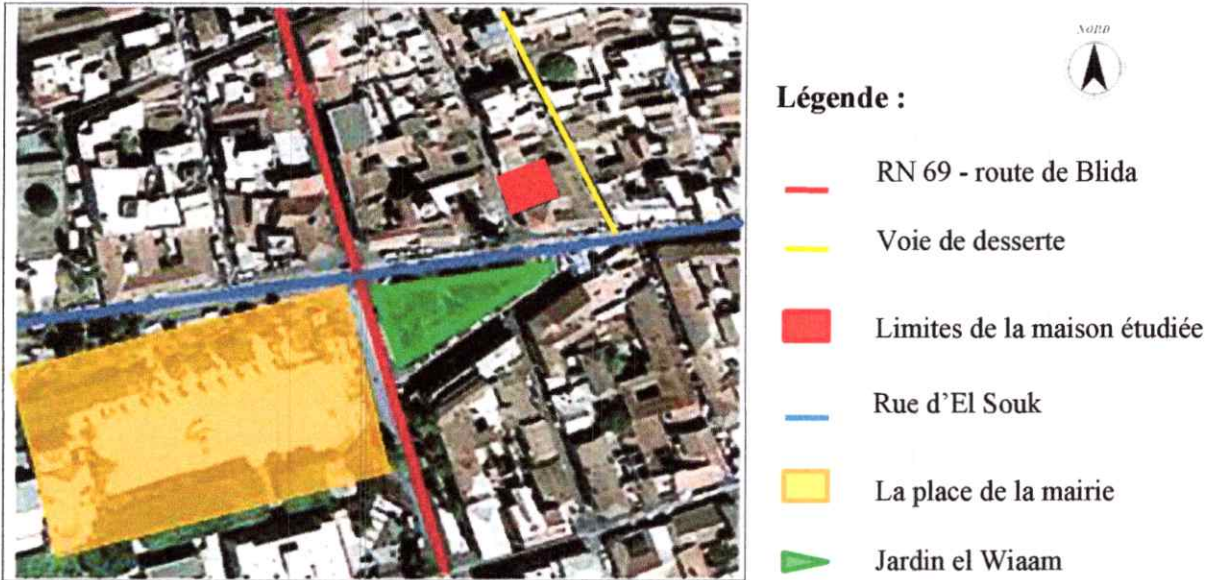 NORD
Légende :
RN 69 - route de Blida
Voie de desserte
Limites de la maison étudiée
Rue d'El Souk
La place de la mairie
Jardin el Wiaam